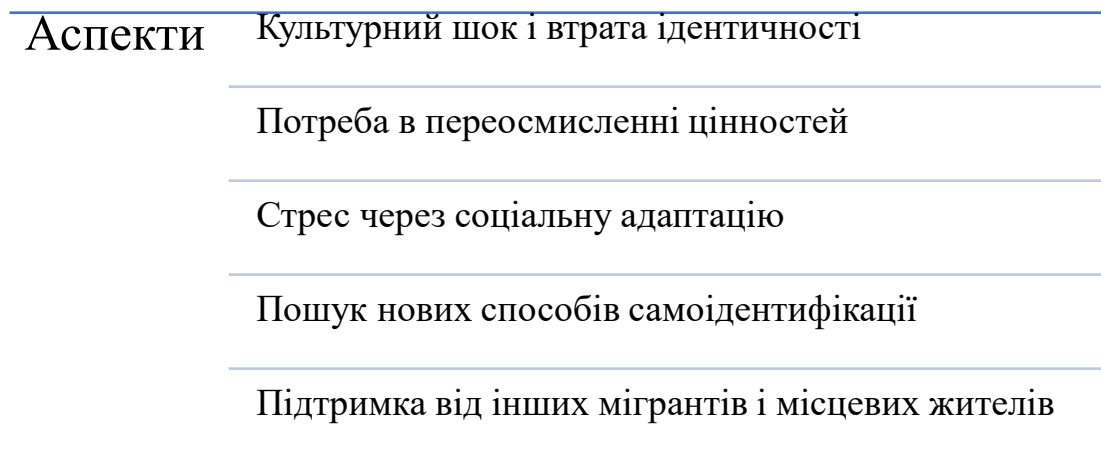 Аспекти
Культурний шок і втрата ідентичності
Потреба в переосмисленні цінностей
Стрес через соціальну адаптацію
Пошук нових способів самоідентифікації
Підтримка від інших мігрантів і місцевих жителів